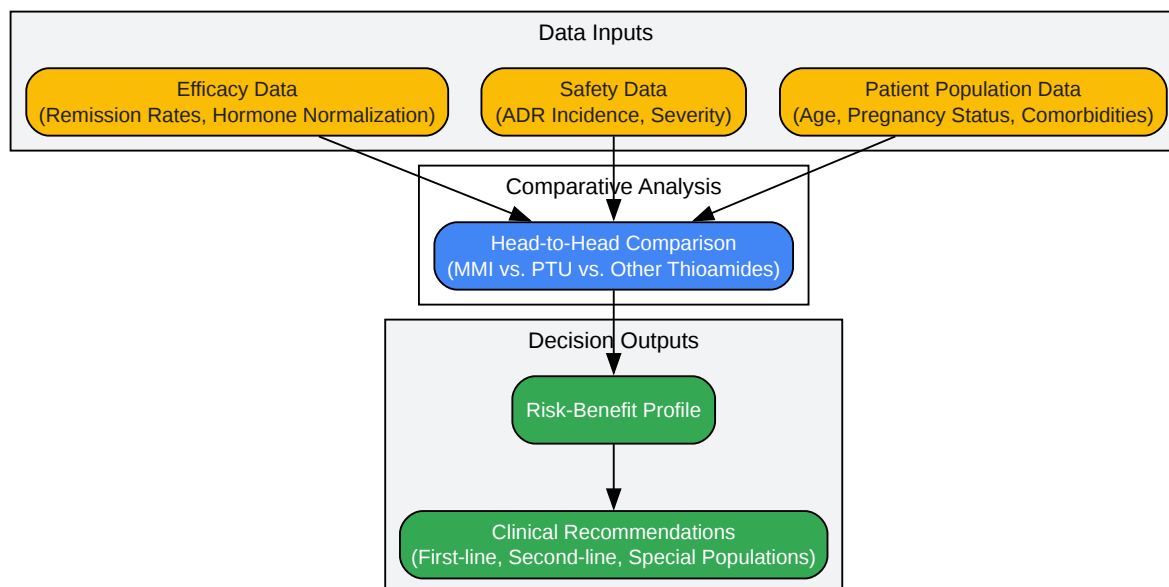 Data Inputs
Efficacy Data
(Remission Rates, Hormone Normalization)
Safety Data
(ADR Incidence, Severity)
Patient Population Data
(Age, Pregnancy Status, Comorbidities)
Comparative Analysis
Head-to-Head Comparison
(MMI vs. PTU vs. Other Thioamides)
Decision Outputs
Risk-Benefit Profile
Clinical Recommendations
(First-line, Second-line, Special Populations)